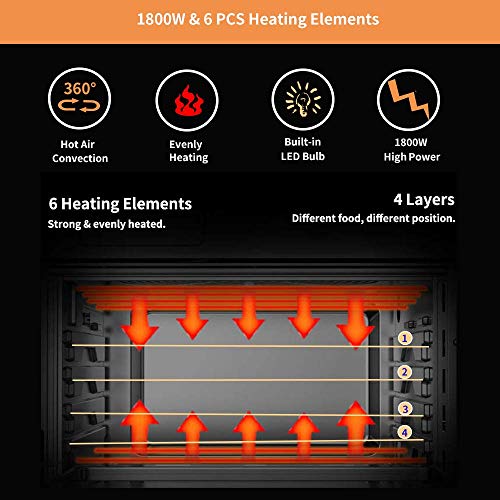 1800W & 6 PCS Heating Elements
360°
Hot Air
Convection
Evenly
Heating
Built-in
LED Bulb
1800W
High Power
6 Heating Elements
Strong & evenly heated.
4 Layers
Different food, different position.
1
2
3
4